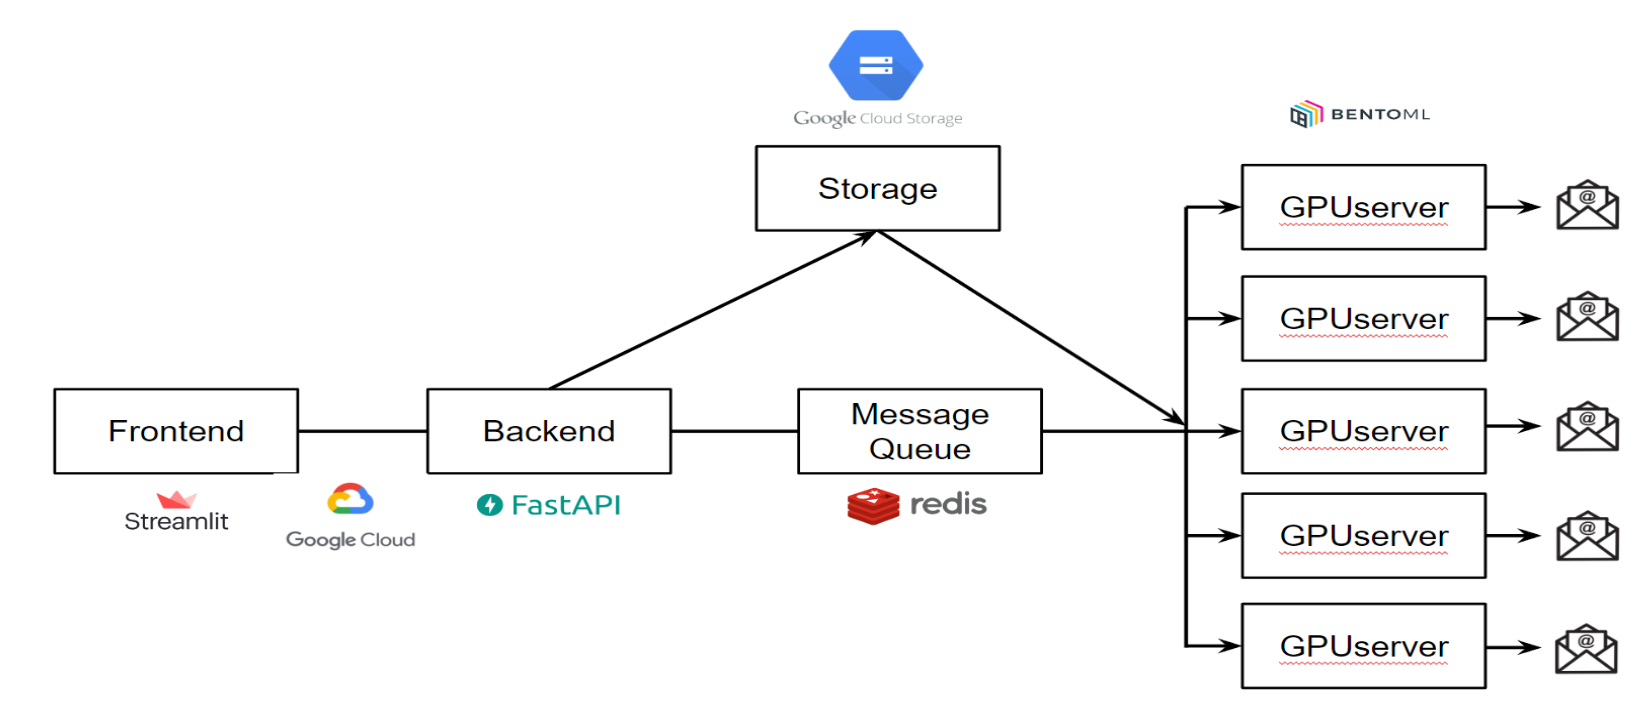 Google Cloud Storage
BENTOML
Storage
GPUserver
@
GPUserver
@
Frontend
Backend
Message
Queue
GPUserver
@
Streamlit
Google Cloud
FastAPI
redis
GPUserver
@
GPUserver
@